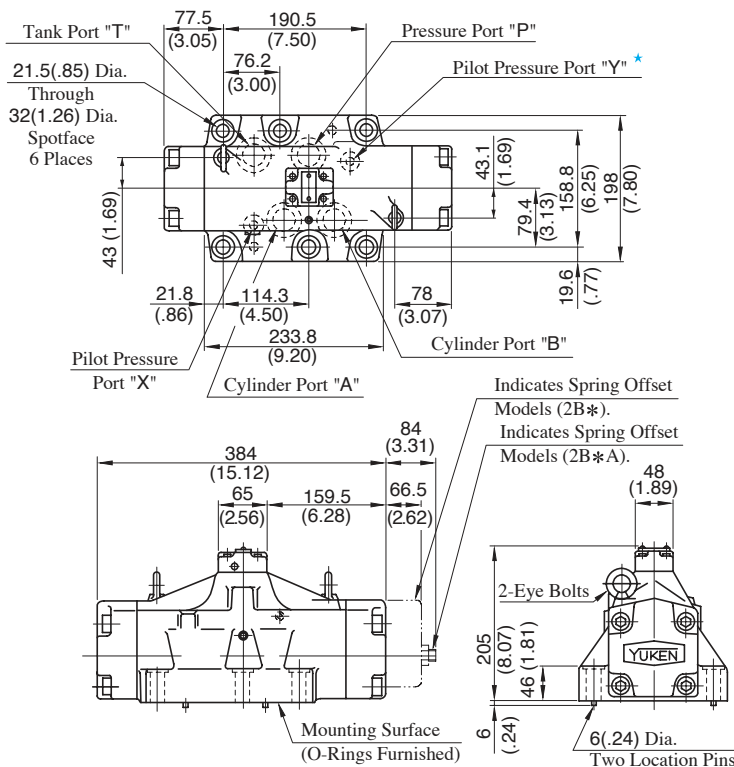 77.5
(3.05)
190.5
(7.50)
Tank Port "T"
Pressure Port "P"
76.2
(3.00)
Pilot Pressure Port "Y" ★
21.5(.85) Dia.
Through
32(1.26) Dia.
Spotface
6 Places
43.1
(1.69)
158.8
(6.25)
198
(7.80)
79.4
(3.13)
43 (1.69)
19.6
(.77)
21.8
(.86)
114.3
(4.50)
78
(3.07)
233.8
(9.20)
Pilot Pressure
Port "X"
Cylinder Port "A"
Cylinder Port "B"
Indicates Spring Offset
Models (2B*).
Indicates Spring Offset
Models (2B*A).
384
(15.12)
84
(3.31)
65
(2.56)
159.5
(6.28)
66.5
(2.62)
48
(1.89)
2-Eye Bolts
205
(8.07)
46 (1.81)
YUKEN
6
(.24)
Mounting Surface
(O-Rings Furnished)
6(.24) Dia.
Two Location Pins